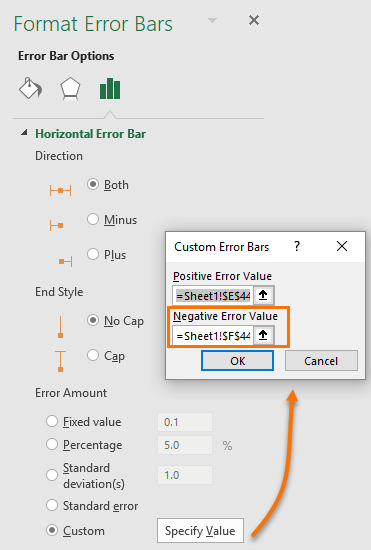 Format Error Bars
Error Bar Options
Horizontal Error Bar
Direction
Both
Minus
Plus
End Style
No Cap
Cap
Error Amount
Fixed value 0.1
Percentage 5.0 %
Standard
deviation(s) 1.0
Standard error
Custom Specify Value
Custom Error Bars ?
Positive Error Value
=Sheet1!$E$44
Negative Error Value
=Sheet1!$F$44
OK Cancel